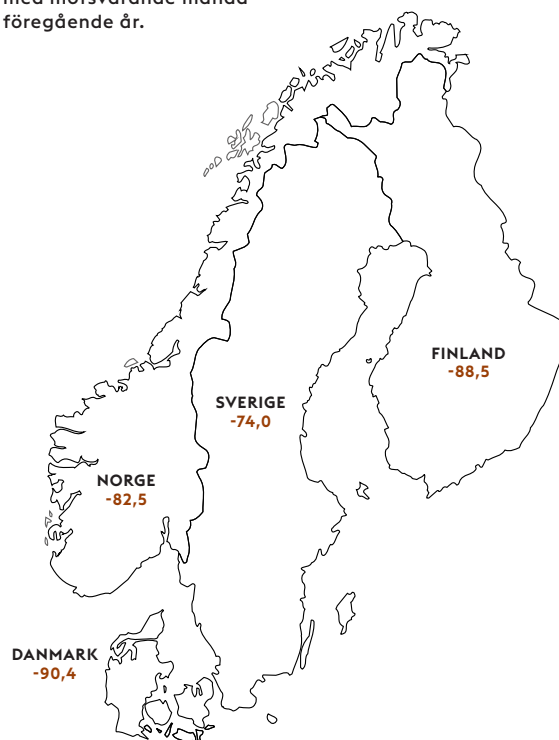 föregående år.
FINLAND
-88,5
SVERIGE
-74,0
NORGE
-82,5
DANMARK
-90,4